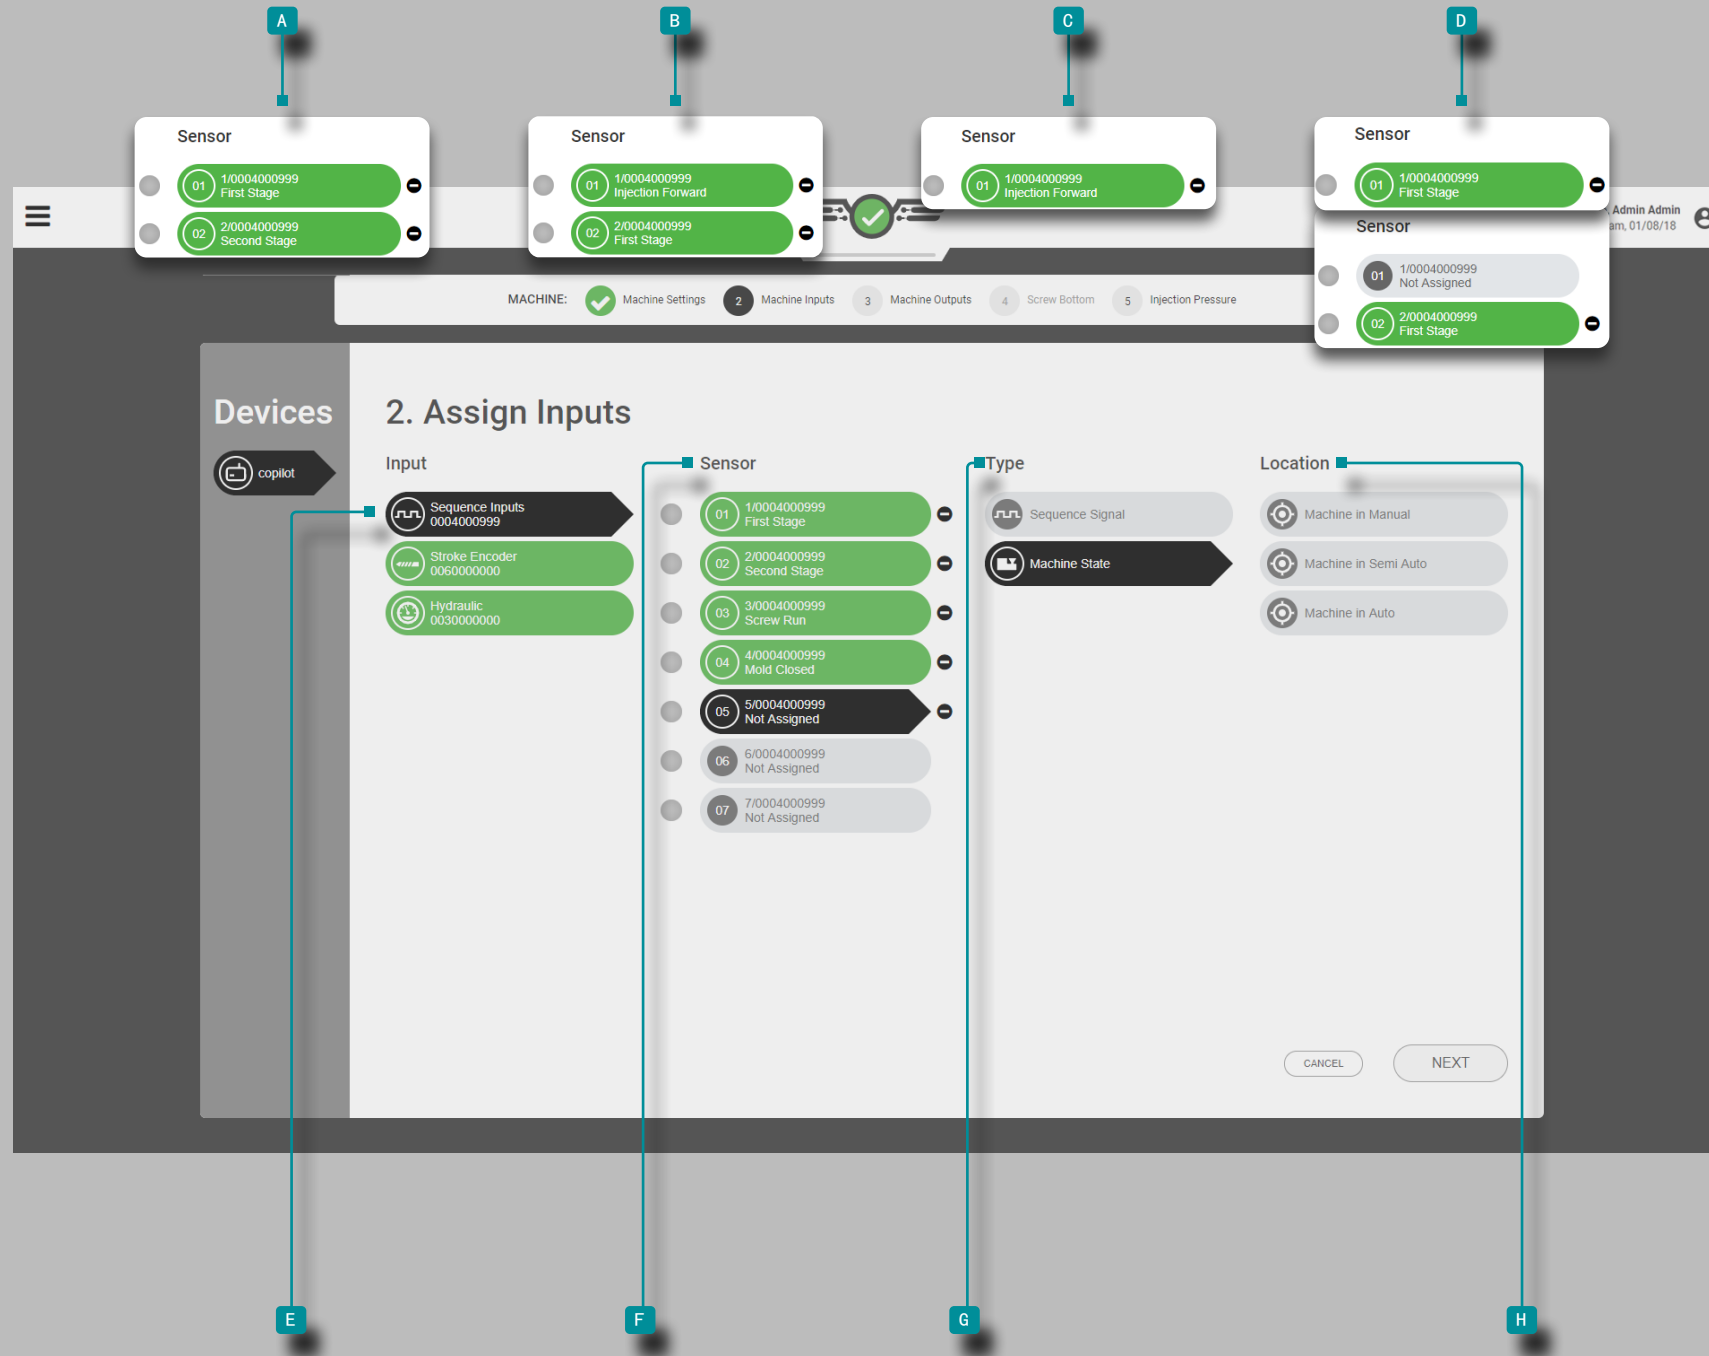 A
B
C
D
Sensor
01 1/0004000999
First Stage
02 2/0004000999
Second Stage
Sensor
01 1/0004000999
Injection Forward
02 2/0004000999
First Stage
Sensor
01 1/0004000999
Injection Forward
Sensor
01 1/0004000999
First Stage
Sensor
01 1/0004000999
Not Assigned
02 2/0004000999
First Stage
Admin Admin
am, 01/08/18
MACHINE: Machine Settings 2 Machine Inputs 3 Machine Outputs 4 Screw Bottom 5 Injection Pressure
Devices
copilot
2. Assign Inputs
Input
Sequence Inputs
0004000999
Stroke Encoder
0060000000
Hydraulic
0030000000
Sensor
01 1/0004000999
First Stage
02 2/0004000999
Second Stage
03 3/0004000999
Screw Run
04 4/0004000999
Mold Closed
05 5/0004000999
Not Assigned
06 6/0004000999
Not Assigned
07 7/0004000999
Not Assigned
Type
Sequence Signal
Machine State
Location
Machine in Manual
Machine in Semi Auto
Machine in Auto
CANCEL
NEXT
E
F
G
H